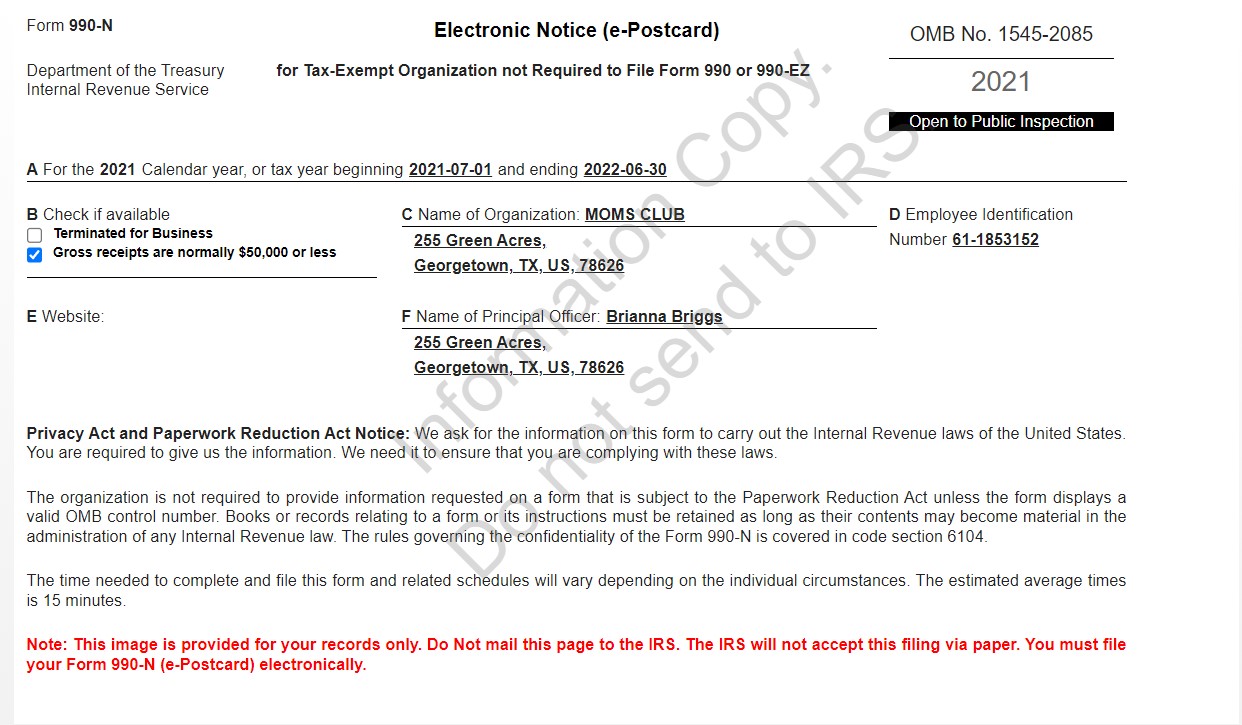 Form 990-N
Electronic Notice (e-Postcard)
OMB No. 1545-2085
Department of the Treasury
Internal Revenue Service
for Tax-Exempt Organization not Required to File Form 990 or 990-EZ
2021
Open to Public Inspection
A For the 2021 Calendar year, or tax year beginning 2021-07-01 and ending 2022-06-30
B Check if available
Terminated for Business
Gross receipts are normally $50,000 or less
C Name of Organization: MOMS CLUB
255 Green Acres,
Georgetown, TX, US, 78626
D Employee Identification
Number 61-1853152
E Website:
F Name of Principal Officer: Brianna Briggs
255 Green Acres,
Georgetown, TX, US, 78626
Privacy Act and Paperwork Reduction Act Notice: We ask for the information on this form to carry out the Internal Revenue laws of the United States.
You are required to give us the information. We need it to ensure that you are complying with these laws.
The organization is not required to provide information requested on a form that is subject to the Paperwork Reduction Act unless the form displays a
valid OMB control number. Books or records relating to a form or its instructions must be retained as long as their contents may become material in the
administration of any Internal Revenue law. The rules governing the confidentiality of the Form 990-N is covered in code section 6104.
The time needed to complete and file this form and related schedules will vary depending on the individual circumstances. The estimated average times
is 15 minutes.
Note: This image is provided for your records only. Do Not mail this page to the IRS. The IRS will not accept this filing via paper. You must file
your Form 990-N (e-Postcard) electronically.
Information Copy.
Do not send to IRS